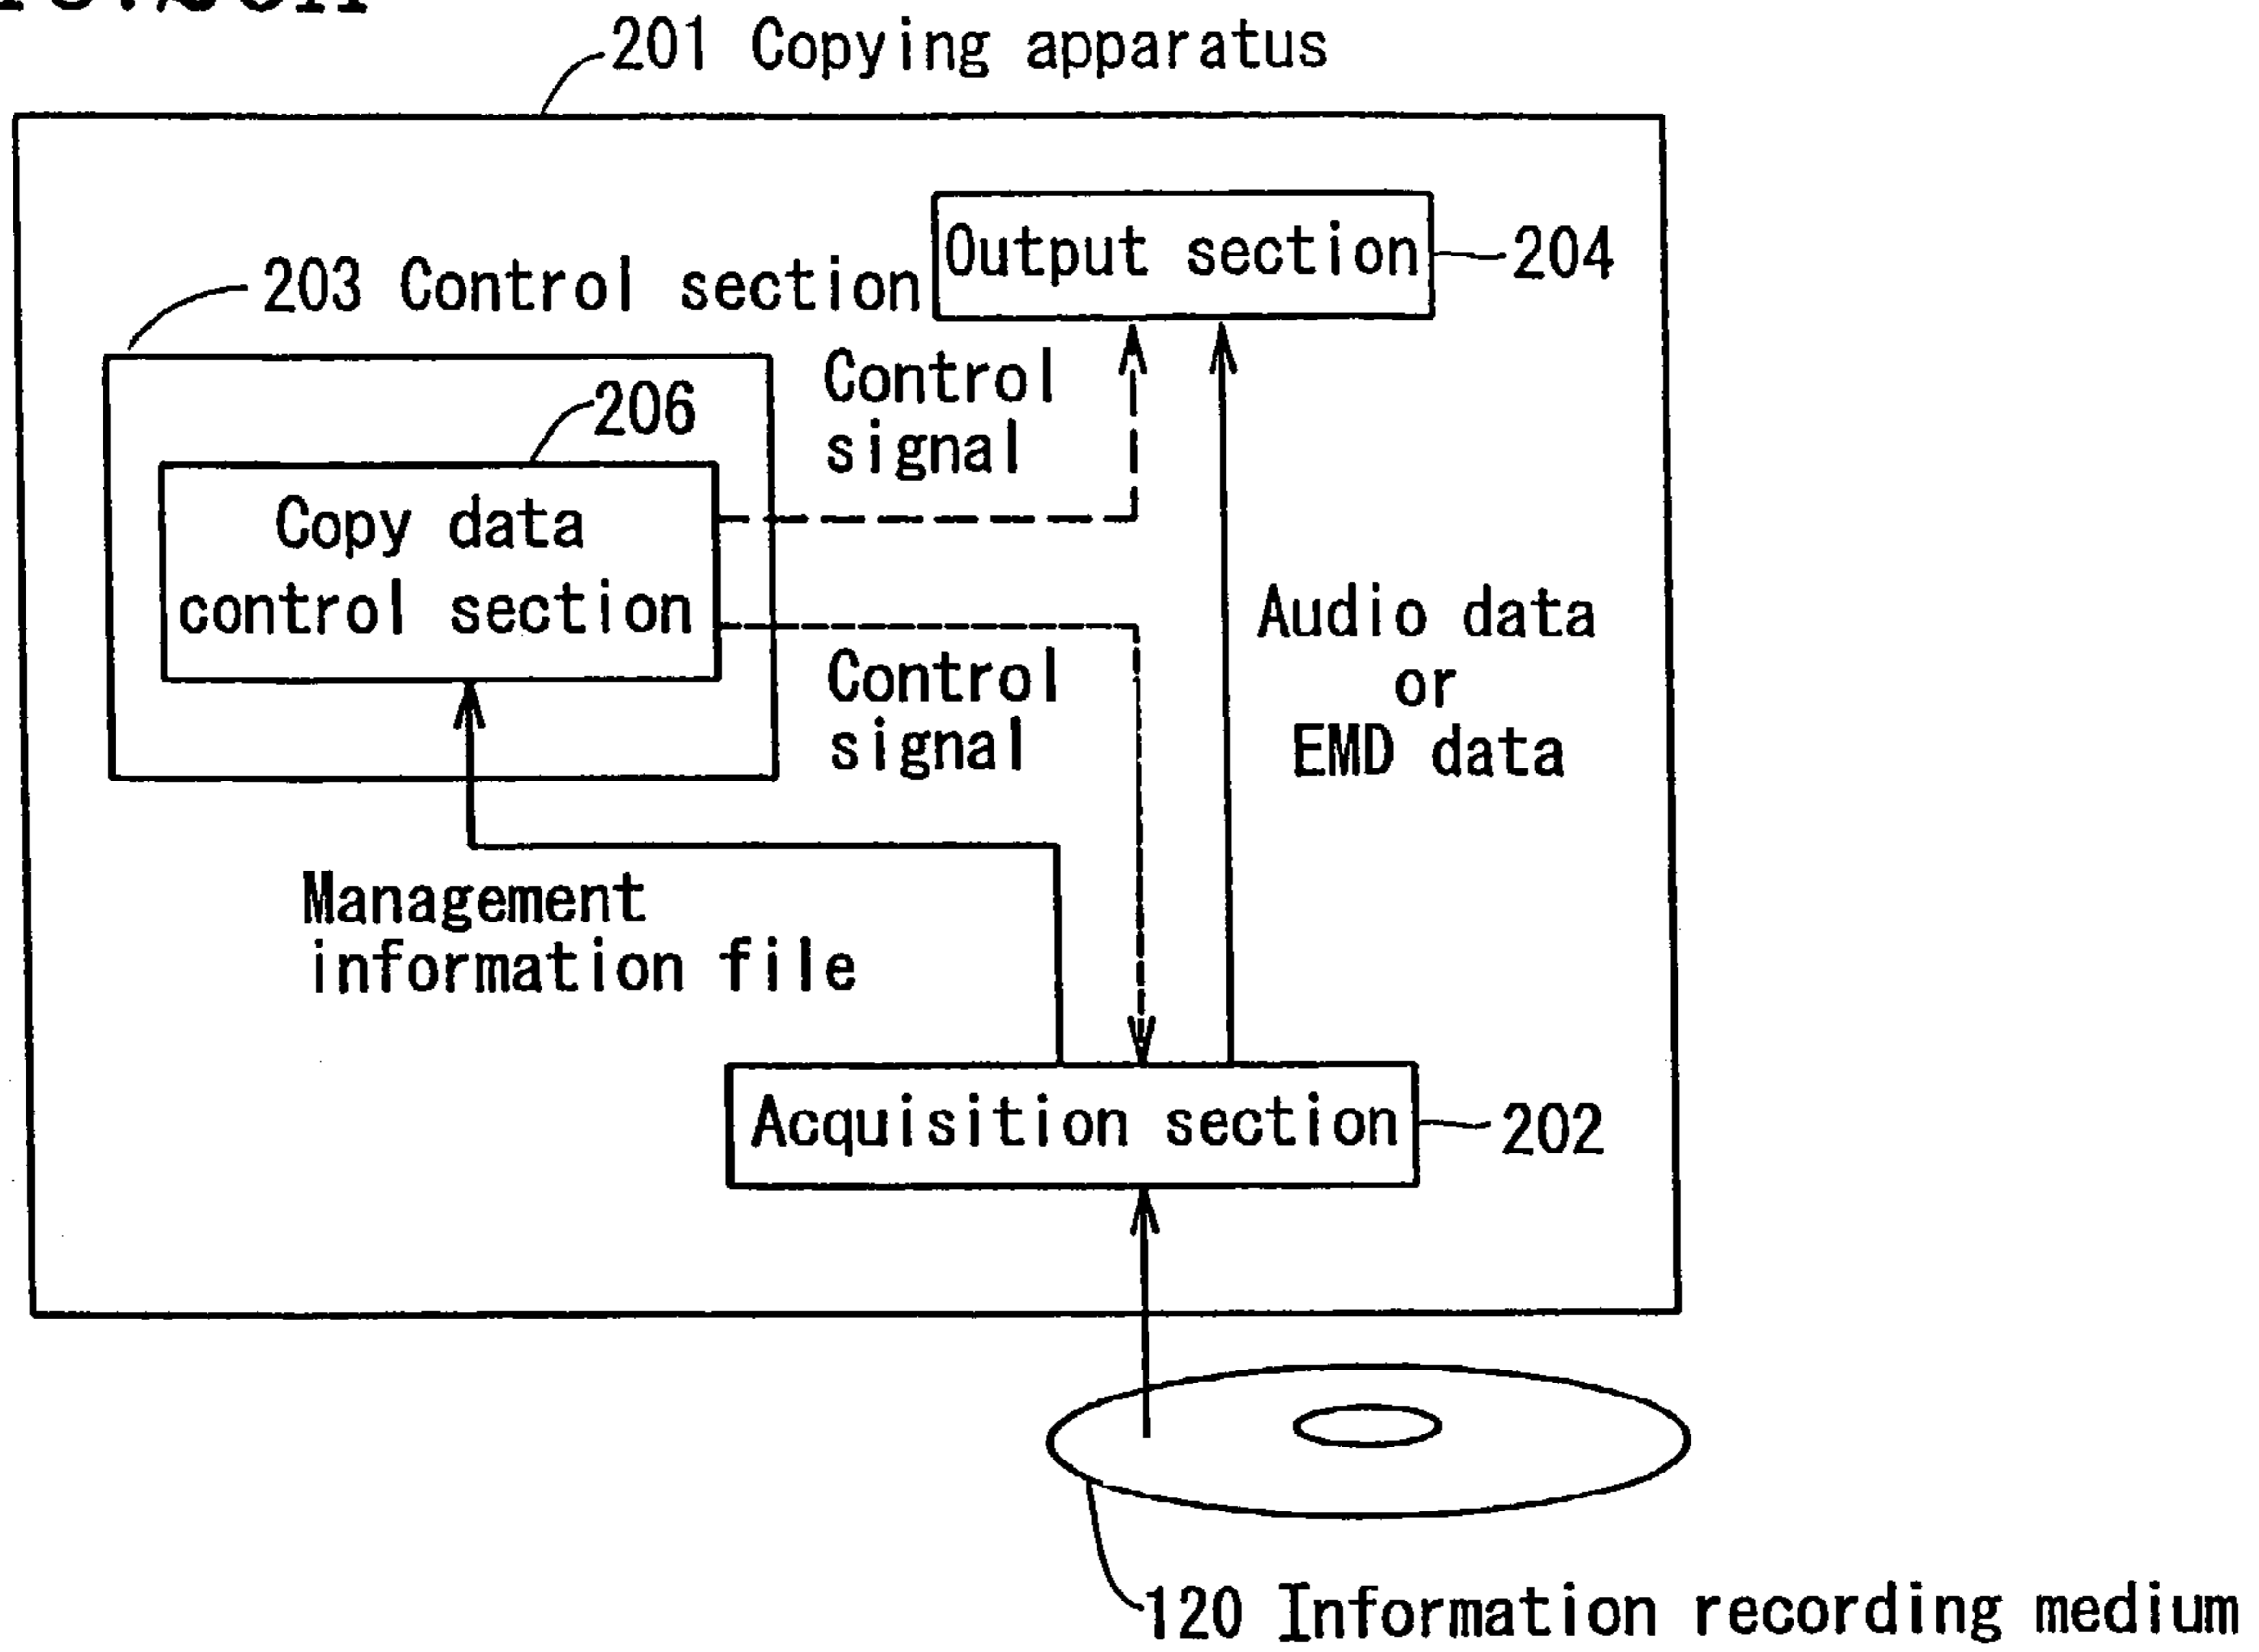 201 Copying apparatus
Output section
204
203 Control section
Control
signal
206
Copy data
control section
Audio data
or
EMD data
Control
signal
Management
information file
Acquisition section
202
120 Information recording medium